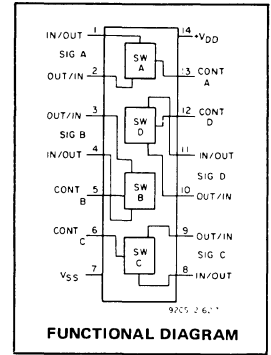 IN/OUT 1
14 +VDD
SIG A
SW A
OUT/IN 2
13 CONT A
OUT/IN 3
12 CONT D
SIG B
SW D
IN/OUT 4
11 IN/OUT
SIG D
CONT B 5
SW B
10 OUT/IN
CONT C 6
9 OUT/IN
SW C
SIG C
VSS 7
8 IN/OUT
FUNCTIONAL DIAGRAM